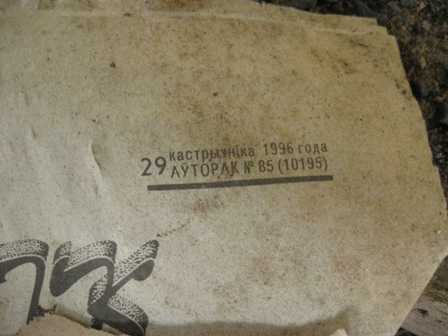 29 кастрычніка 1996 года
АЎТОРАК № 85 (10195)